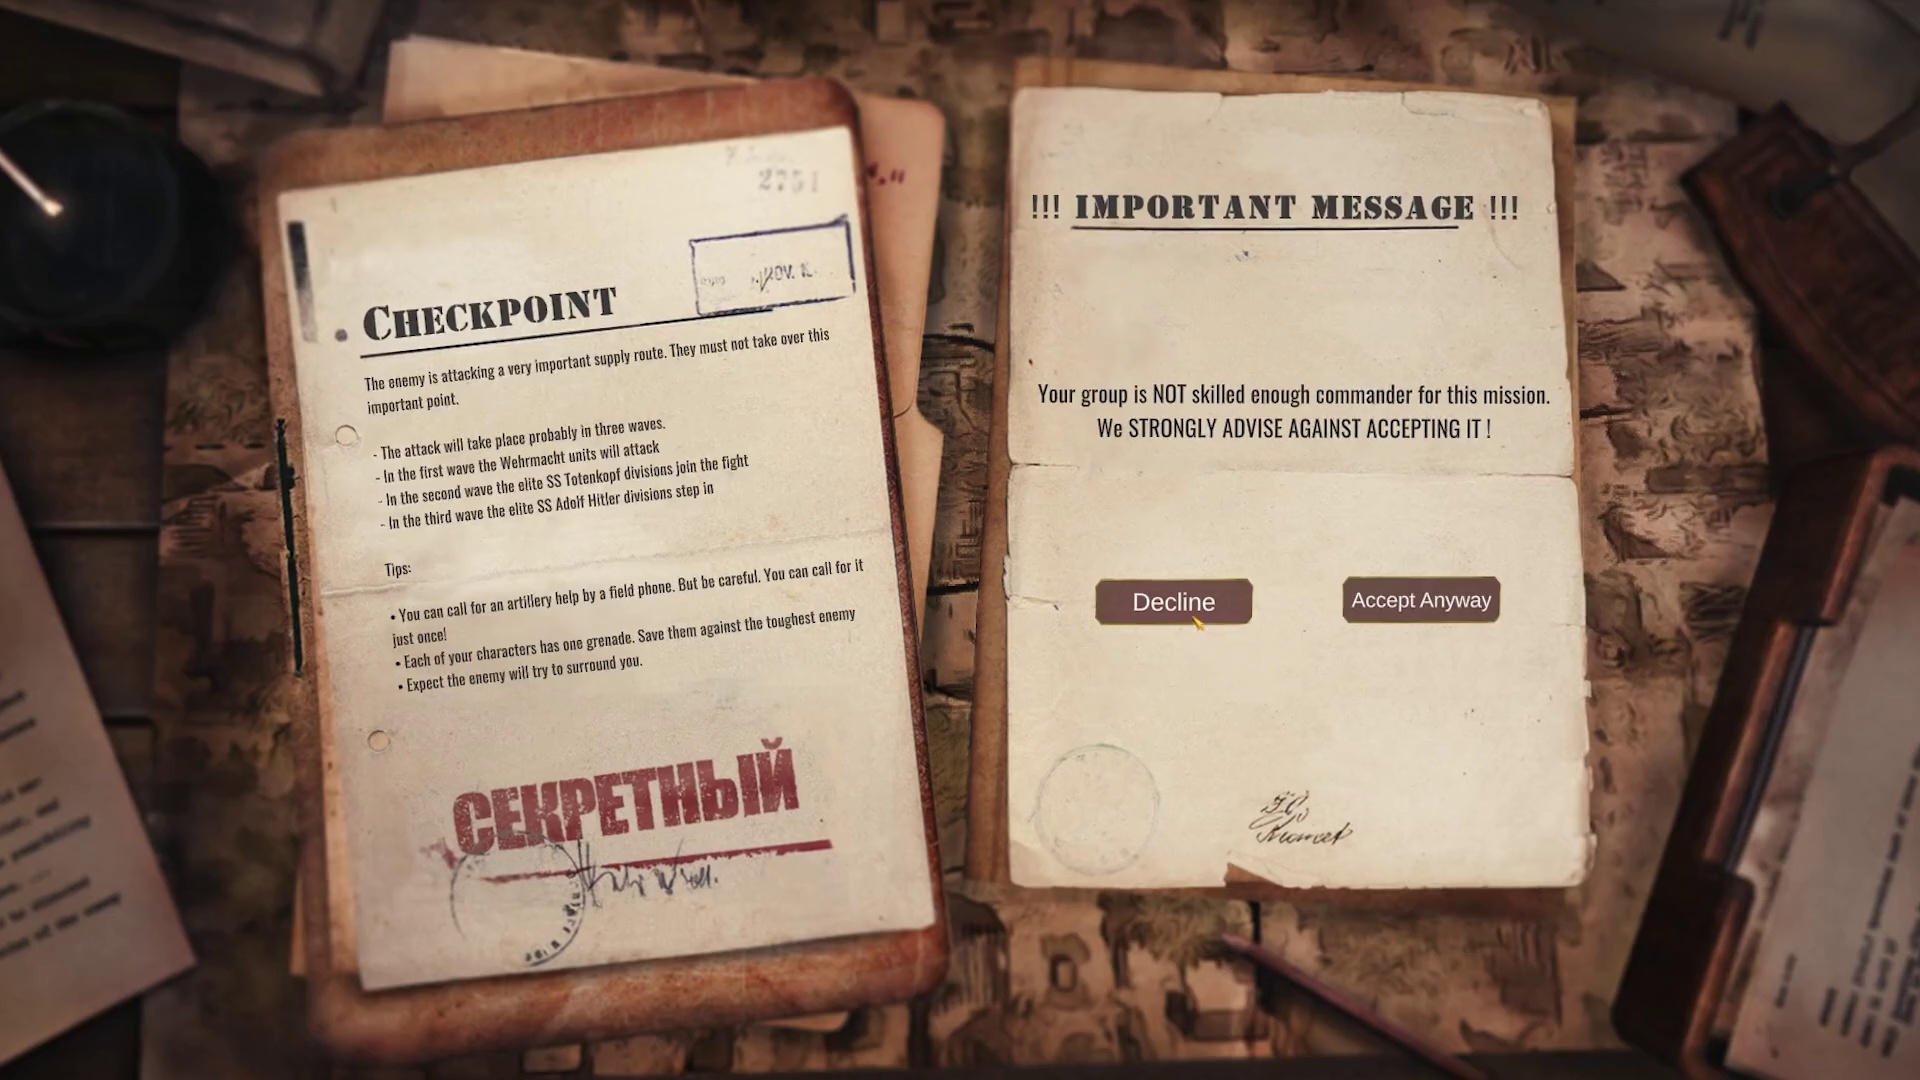 2751
NOV.
CHECKPOINT
The enemy is attacking a very important supply route. They must not take over this
important point.
- The attack will take place probably in three waves.
- In the first wave the Wehrmacht units will attack
- In the second wave the elite SS Totenkopf divisions join the fight
- In the third wave the elite SS Adolf Hitler divisions step in
Tips:
• You can call for an artillery help by a field phone. But be careful. You can call for it
just once!
• Each of your characters has one grenade. Save them against the toughest enemy
• Expect the enemy will try to surround you.
СЕКРЕТНЫЙ
!!! IMPORTANT MESSAGE !!!
Your group is NOT skilled enough commander for this mission.
We STRONGLY ADVISE AGAINST ACCEPTING IT !
Decline
Accept Anyway